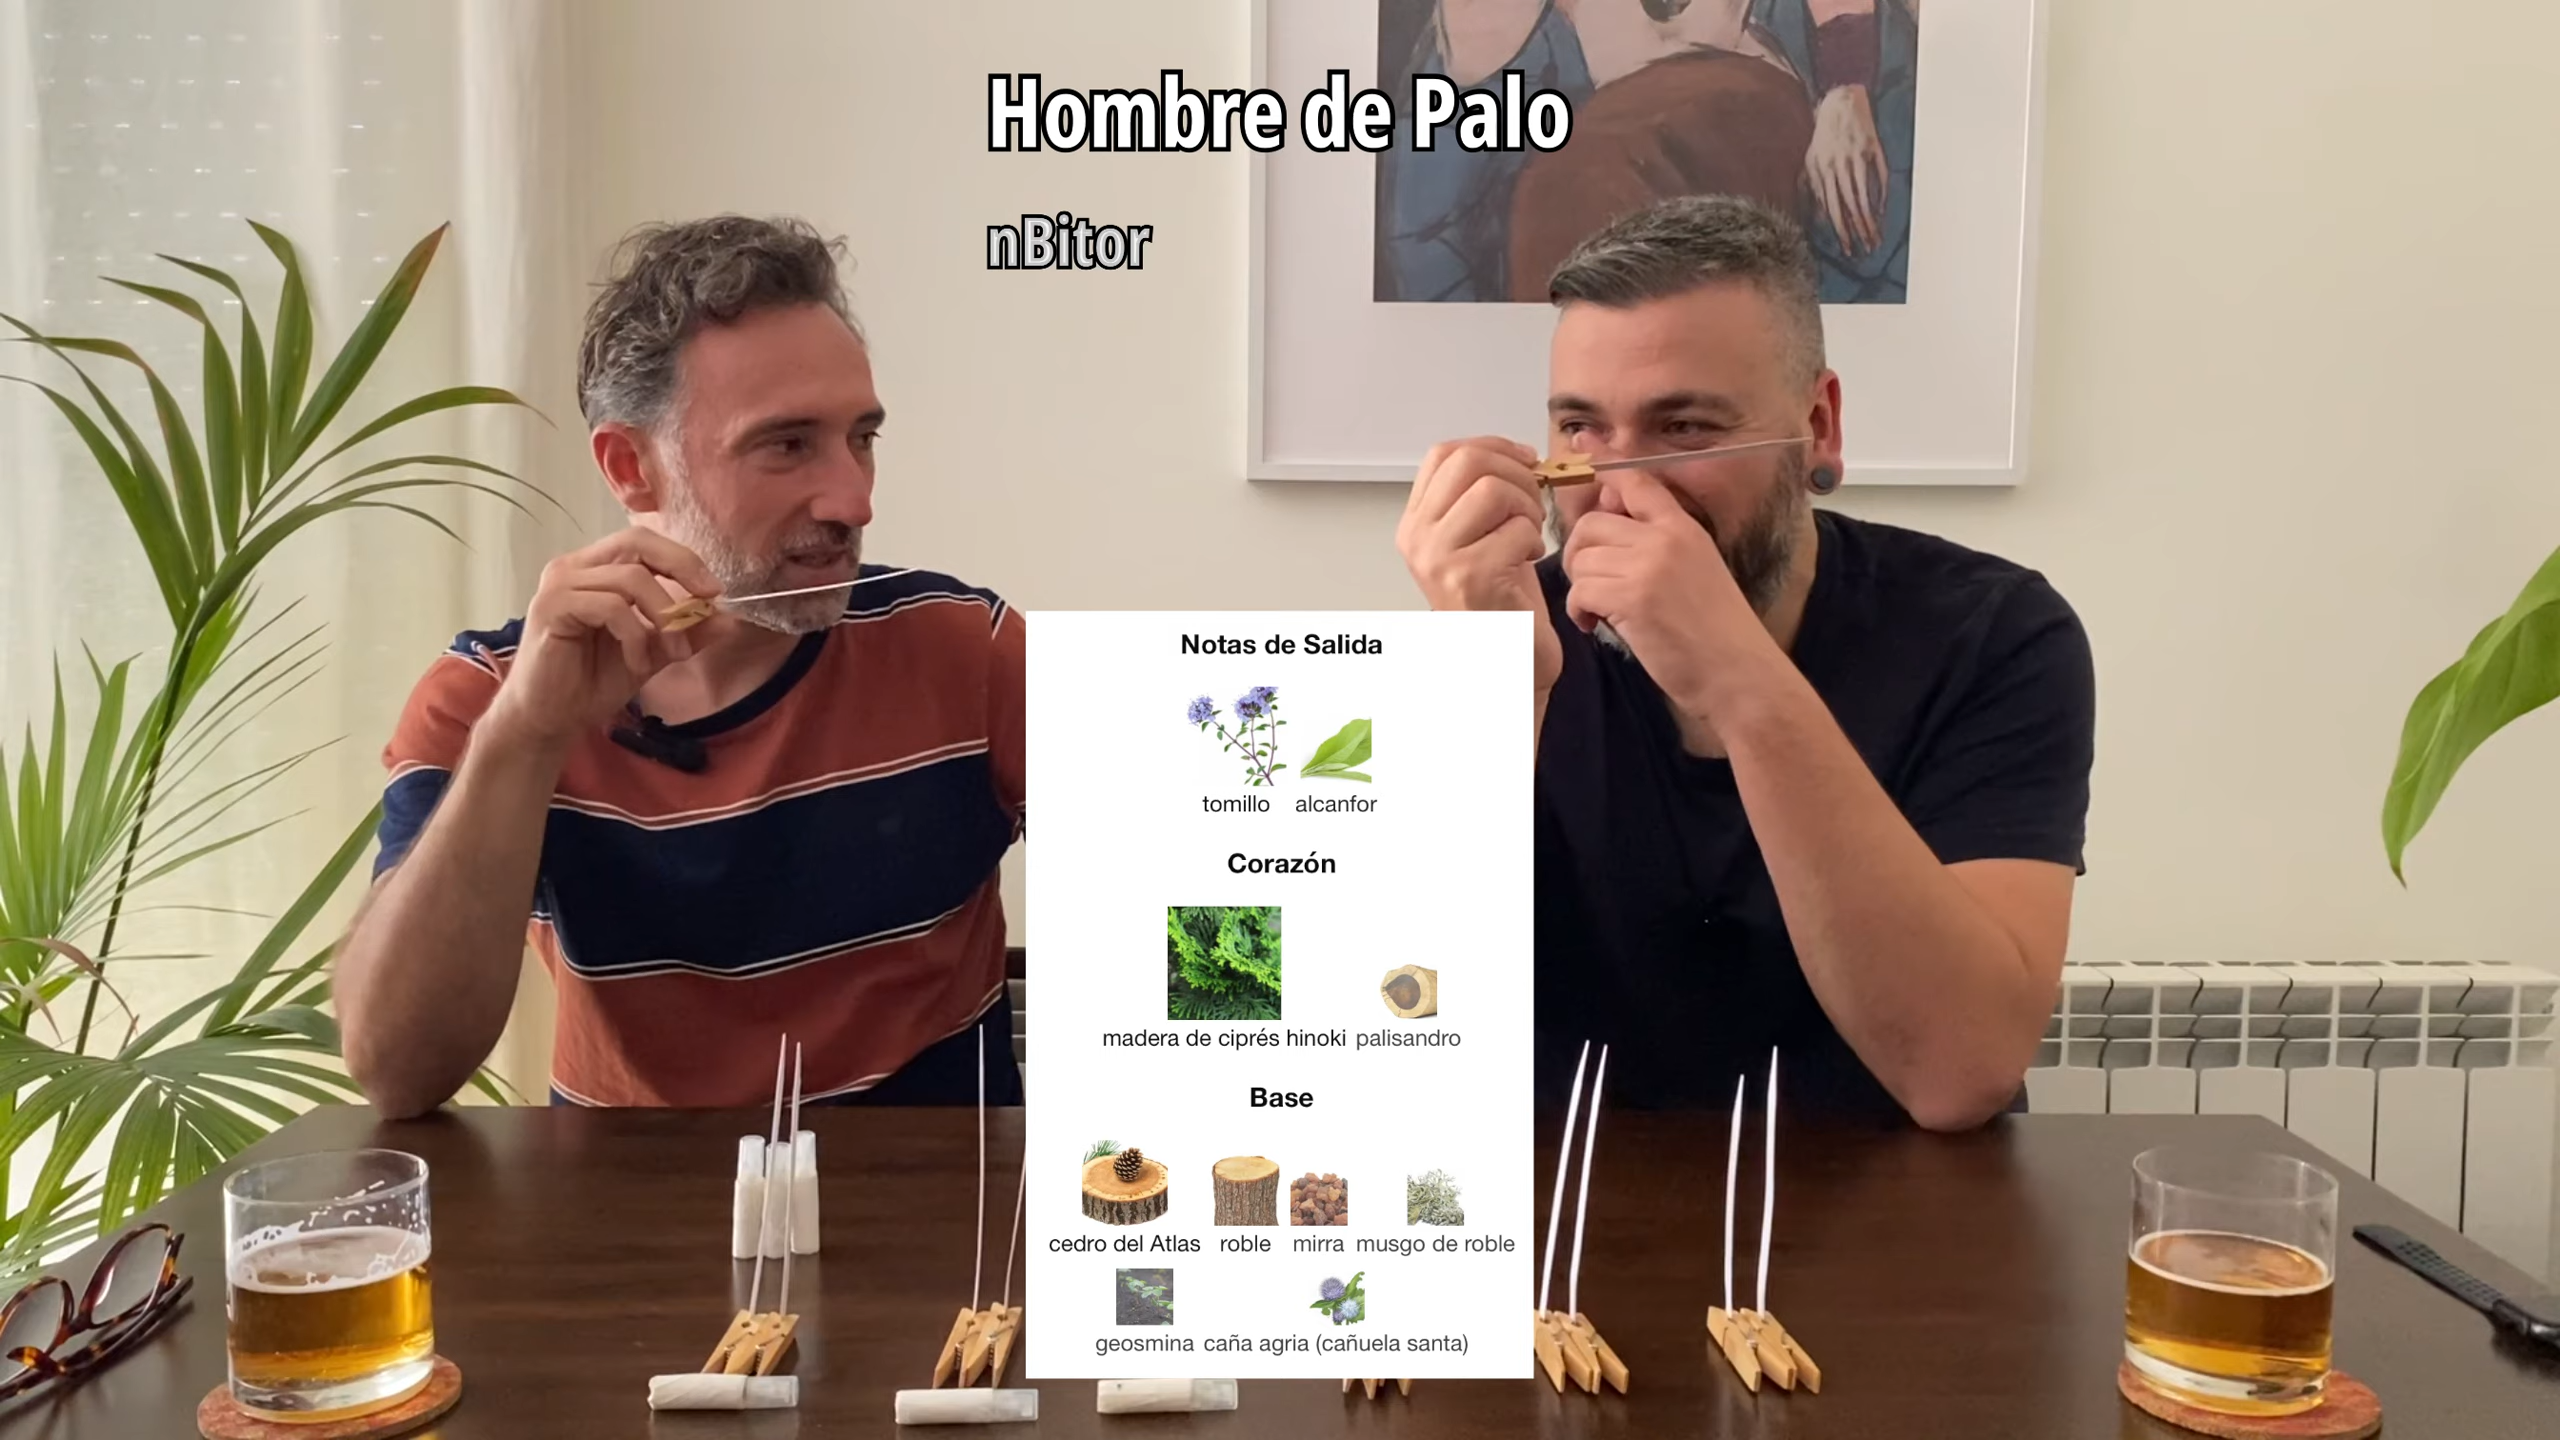 Hombre de Palo
nBitor
Notas de Salida
tomillo alcanfor
Corazón
madera de ciprés hinoki palisandro
Base
cedro del Atlas roble mirra musgo de roble
geosmina caña agria (cañuela santa)